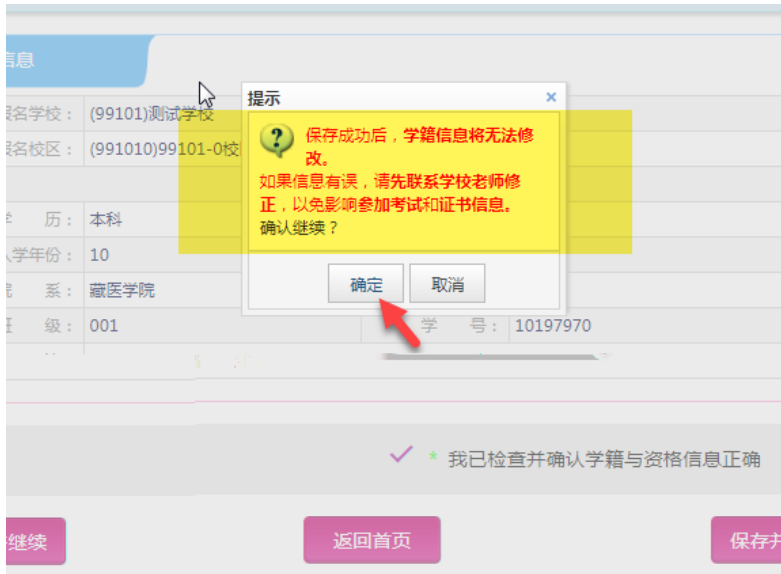 信息
提示
报名学校： (99101)测试学校
保存成功后，学籍信息将无法修
改。
报名校区： (991010)99101-0校
如果信息有误，请先联系学校老师修
正，以免影响参加考试和证书信息。
确认继续？
学 历： 本科
入学年份： 10
院 系： 藏医学院
确定
取消
班 级： 001
学 号： 10197970
* 我已检查并确认学籍与资格信息正确
继续
返回首页
保存并